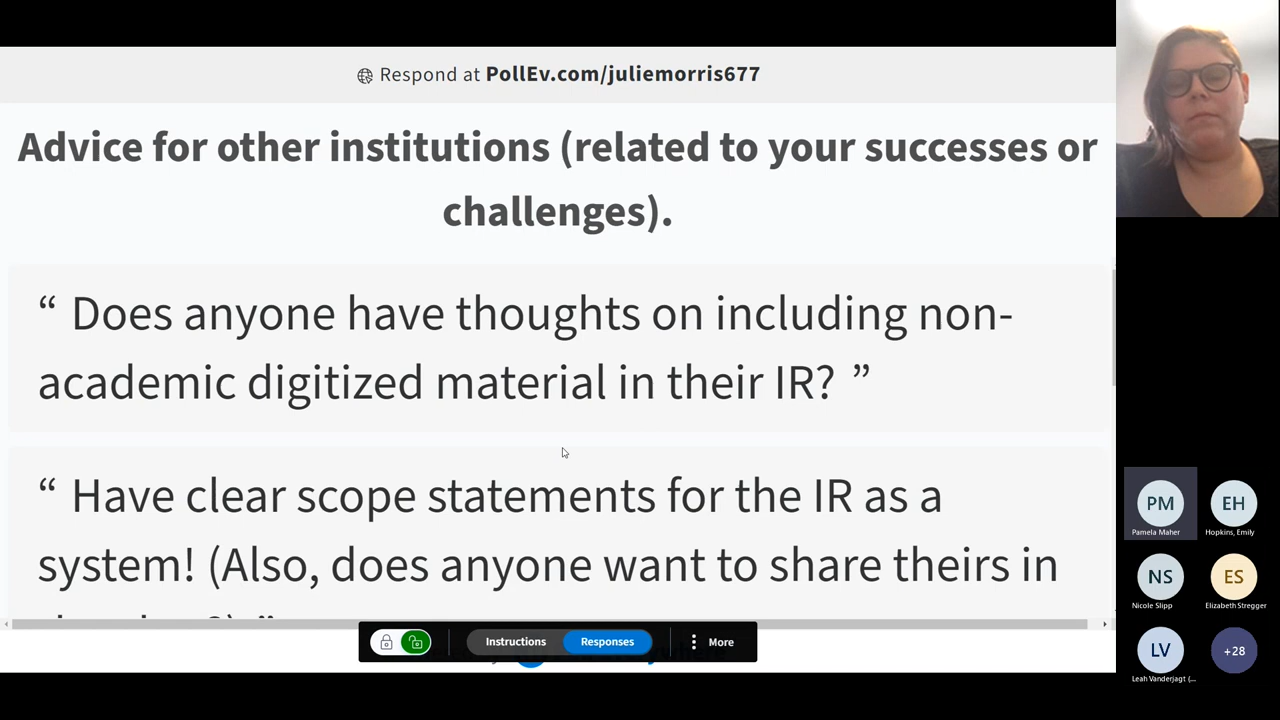 Respond at PollEv.com/juliemorris677
Advice for other institutions (related to your successes or
challenges).
“ Does anyone have thoughts on including non-
academic digitized material in their IR? ”
“ Have clear scope statements for the IR as a
system! (Also, does anyone want to share theirs in
Instructions
Responses
More
PM
Pamela Maher
EH
Hopkins, Emily
NS
Nicole Slipp
ES
Elizabeth Stregger
LV
Leah Vanderjagt (...
+28